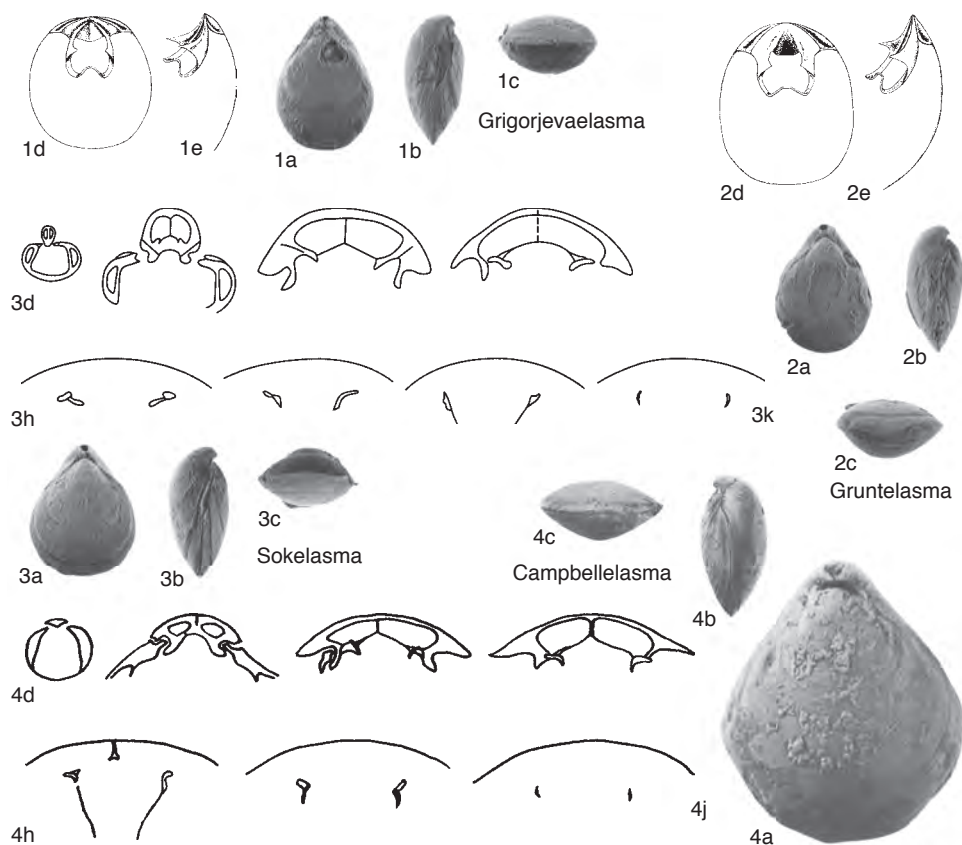 1d
1e
1a
1b
1c
Grigorjevaelasma
2d
2e
3d
2a
2b
3h
3k
2c
Gruntelasma
3a
3b
3c
Sokelasma
4c
Campbellelasma
4b
4d
4h
4j
4a